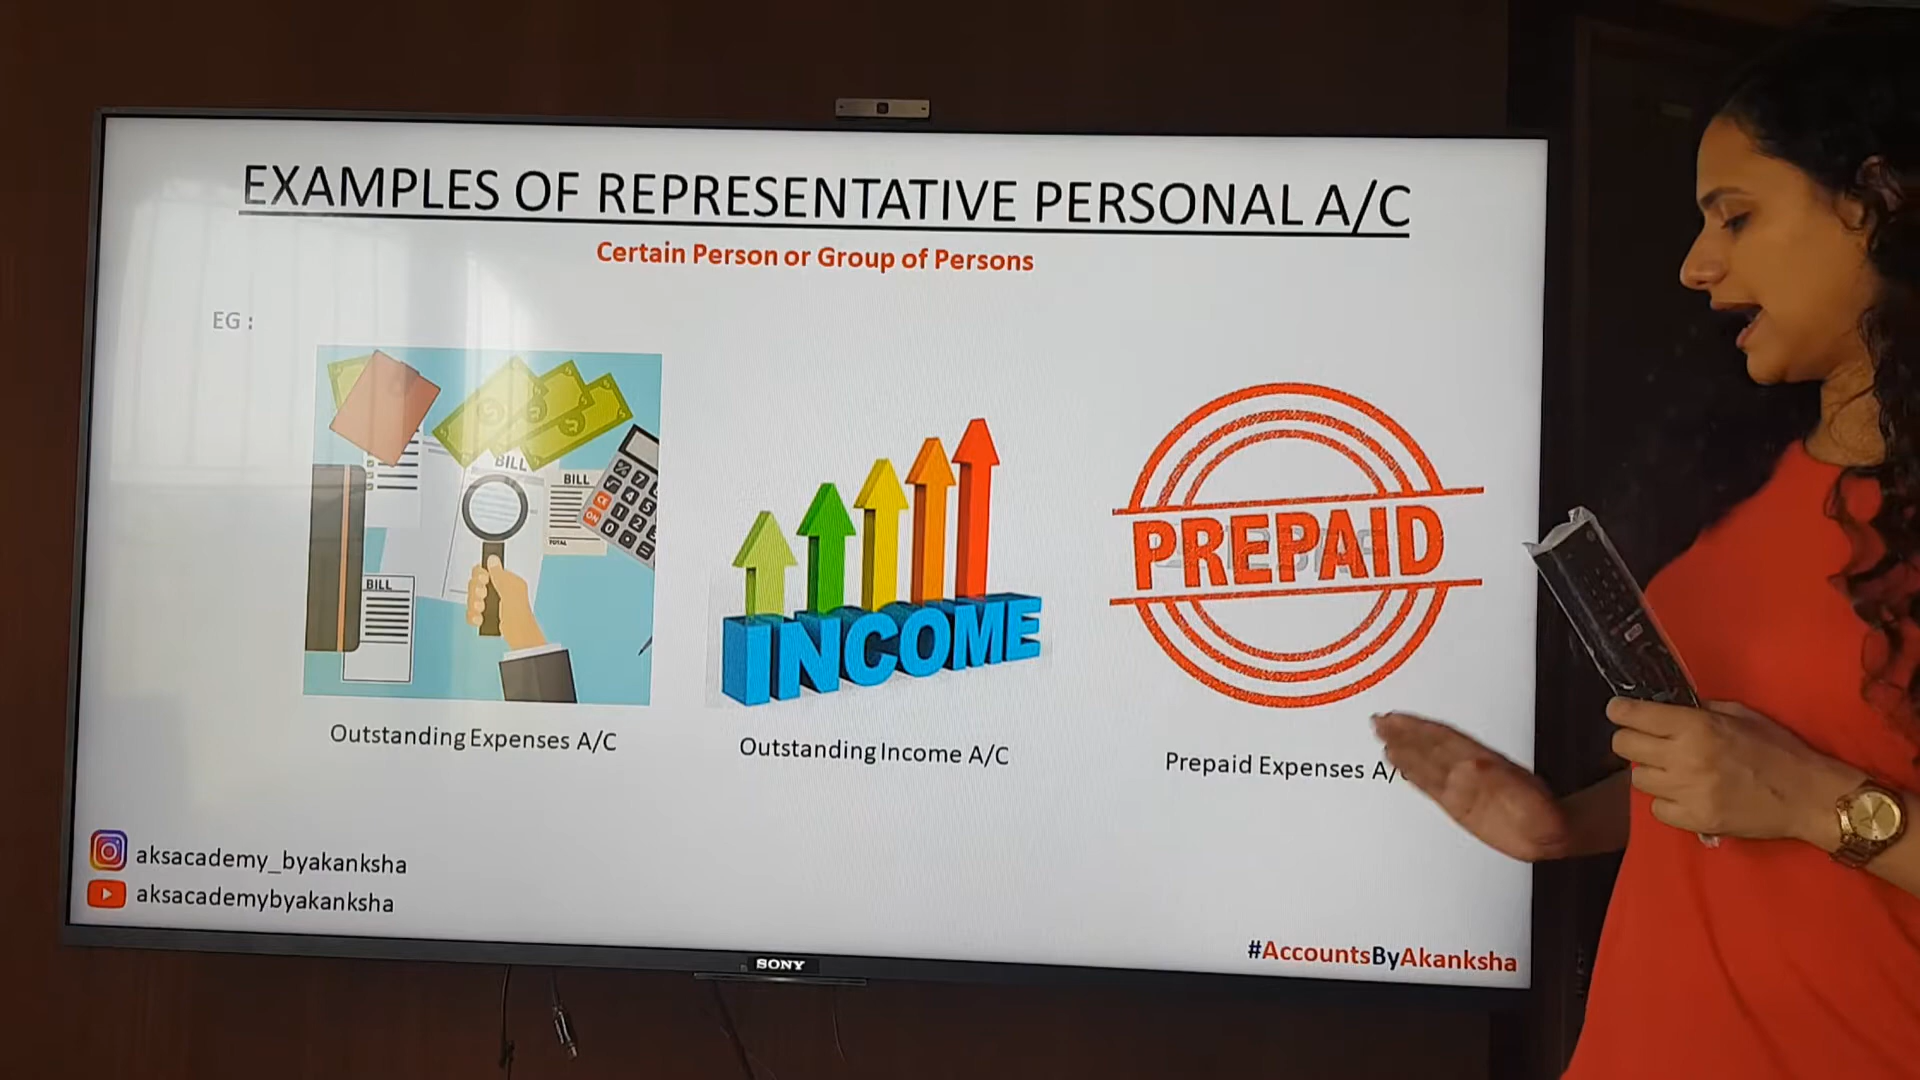 EXAMPLES OF REPRESENTATIVE PERSONAL A/C
Certain Person or Group of Persons
EG :
BILL
BILL
TOTAL
BILL
INCOME
PREPAID
Outstanding Expenses A/C
Outstanding Income A/C
Prepaid Expenses A/
aksacademy_byakanksha
aksacademybyakanksha
#AccountsByAkanksha
SONY